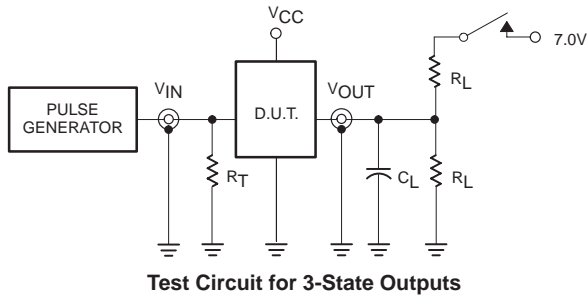 VCC
7.0V
RL
VIN
VOUT
PULSE
GENERATOR
D.U.T.
RT
CL
RL
Test Circuit for 3-State Outputs